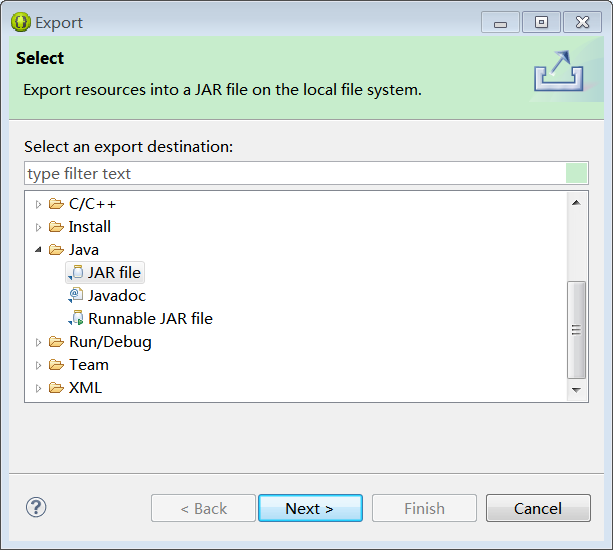 Export
Select
Export resources into a JAR file on the local file system.
Select an export destination:
type filter text
C/C++
Install
Java
JAR file
Javadoc
Runnable JAR file
Run/Debug
Team
XML
?
< Back
Next >
Finish
Cancel